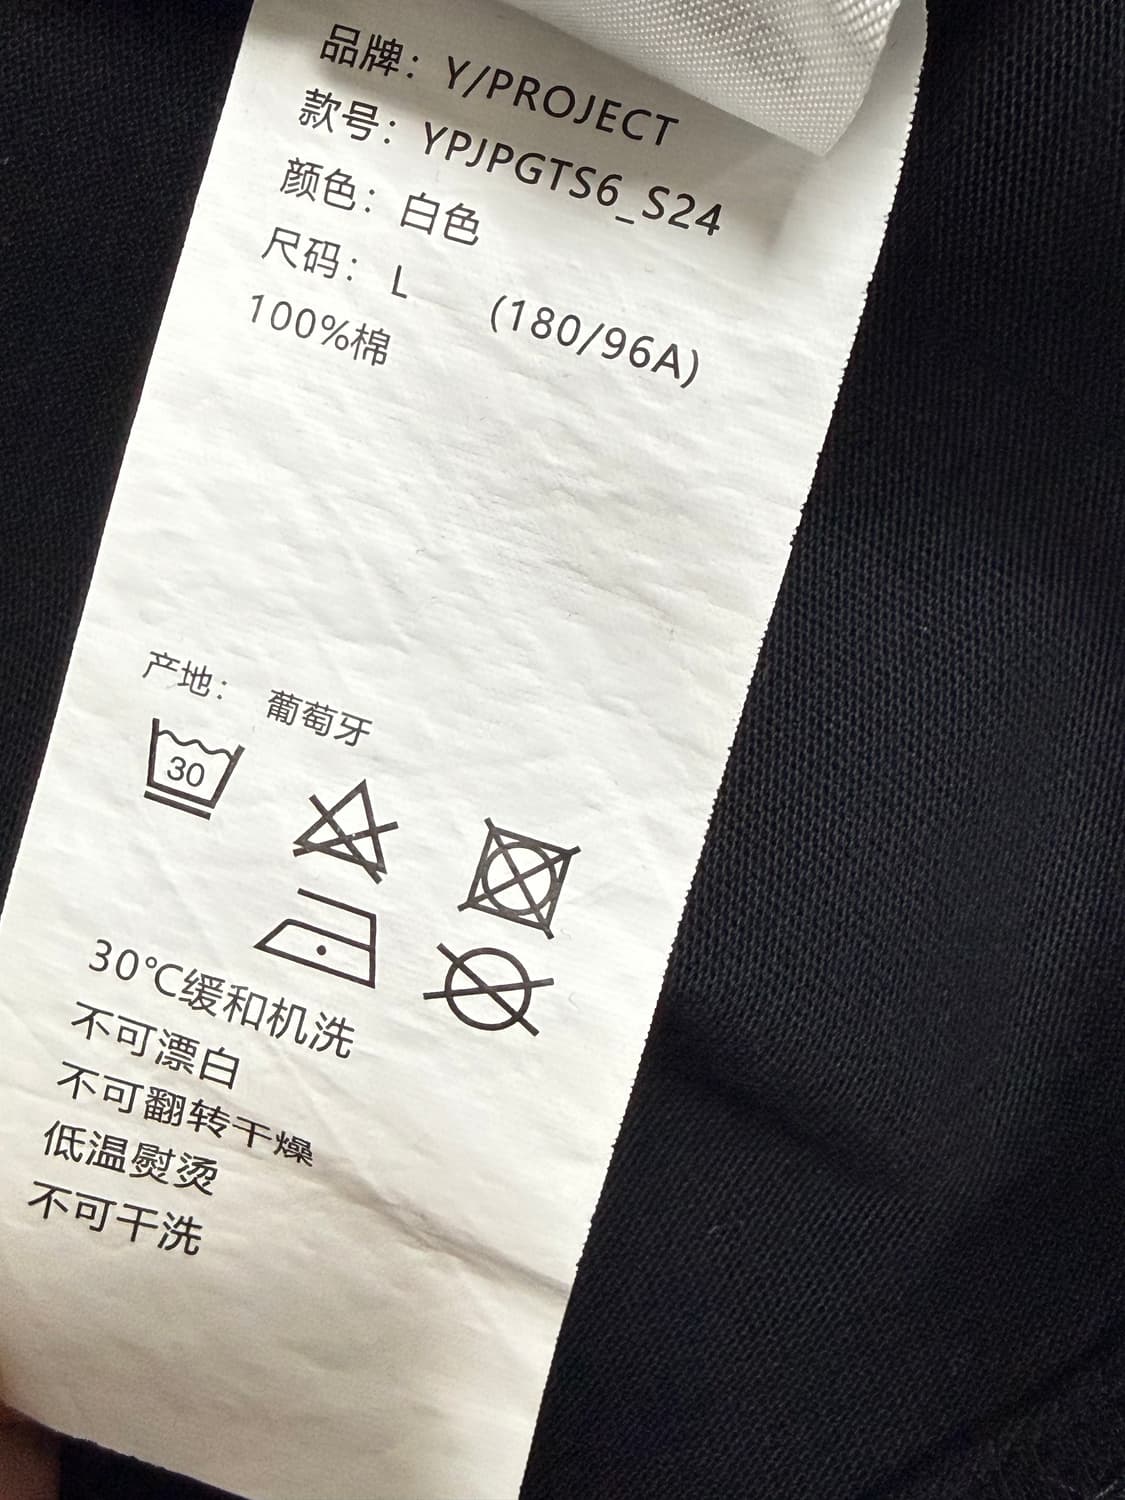 品牌：Y/PROJECT
款号：YPJPGTS6_S24
颜色：白色
尺码：L (180/96A)
100%棉
产地： 葡萄牙
30
30℃缓和机洗
不可漂白
不可翻转干燥
低温熨烫
不可干洗